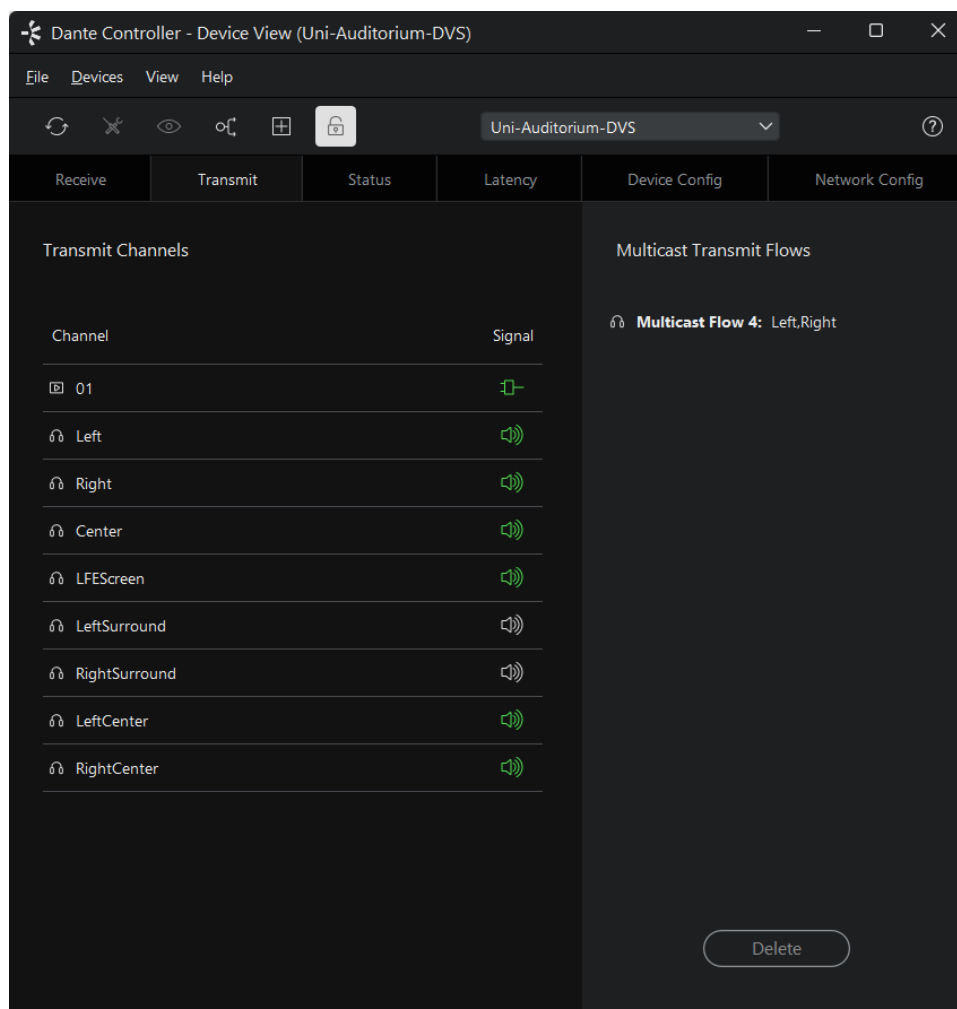 Dante Controller - Device View (Uni-Auditorium-DVS)
File Devices View Help
Uni-Auditorium-DVS
Receive Transmit Status Latency Device Config Network Config
Transmit Channels
Channel Signal
01
Left
Right
Center
LFEScreen
LeftSurround
RightSurround
LeftCenter
RightCenter
Multicast Transmit Flows
Multicast Flow 4: Left,Right
Delete